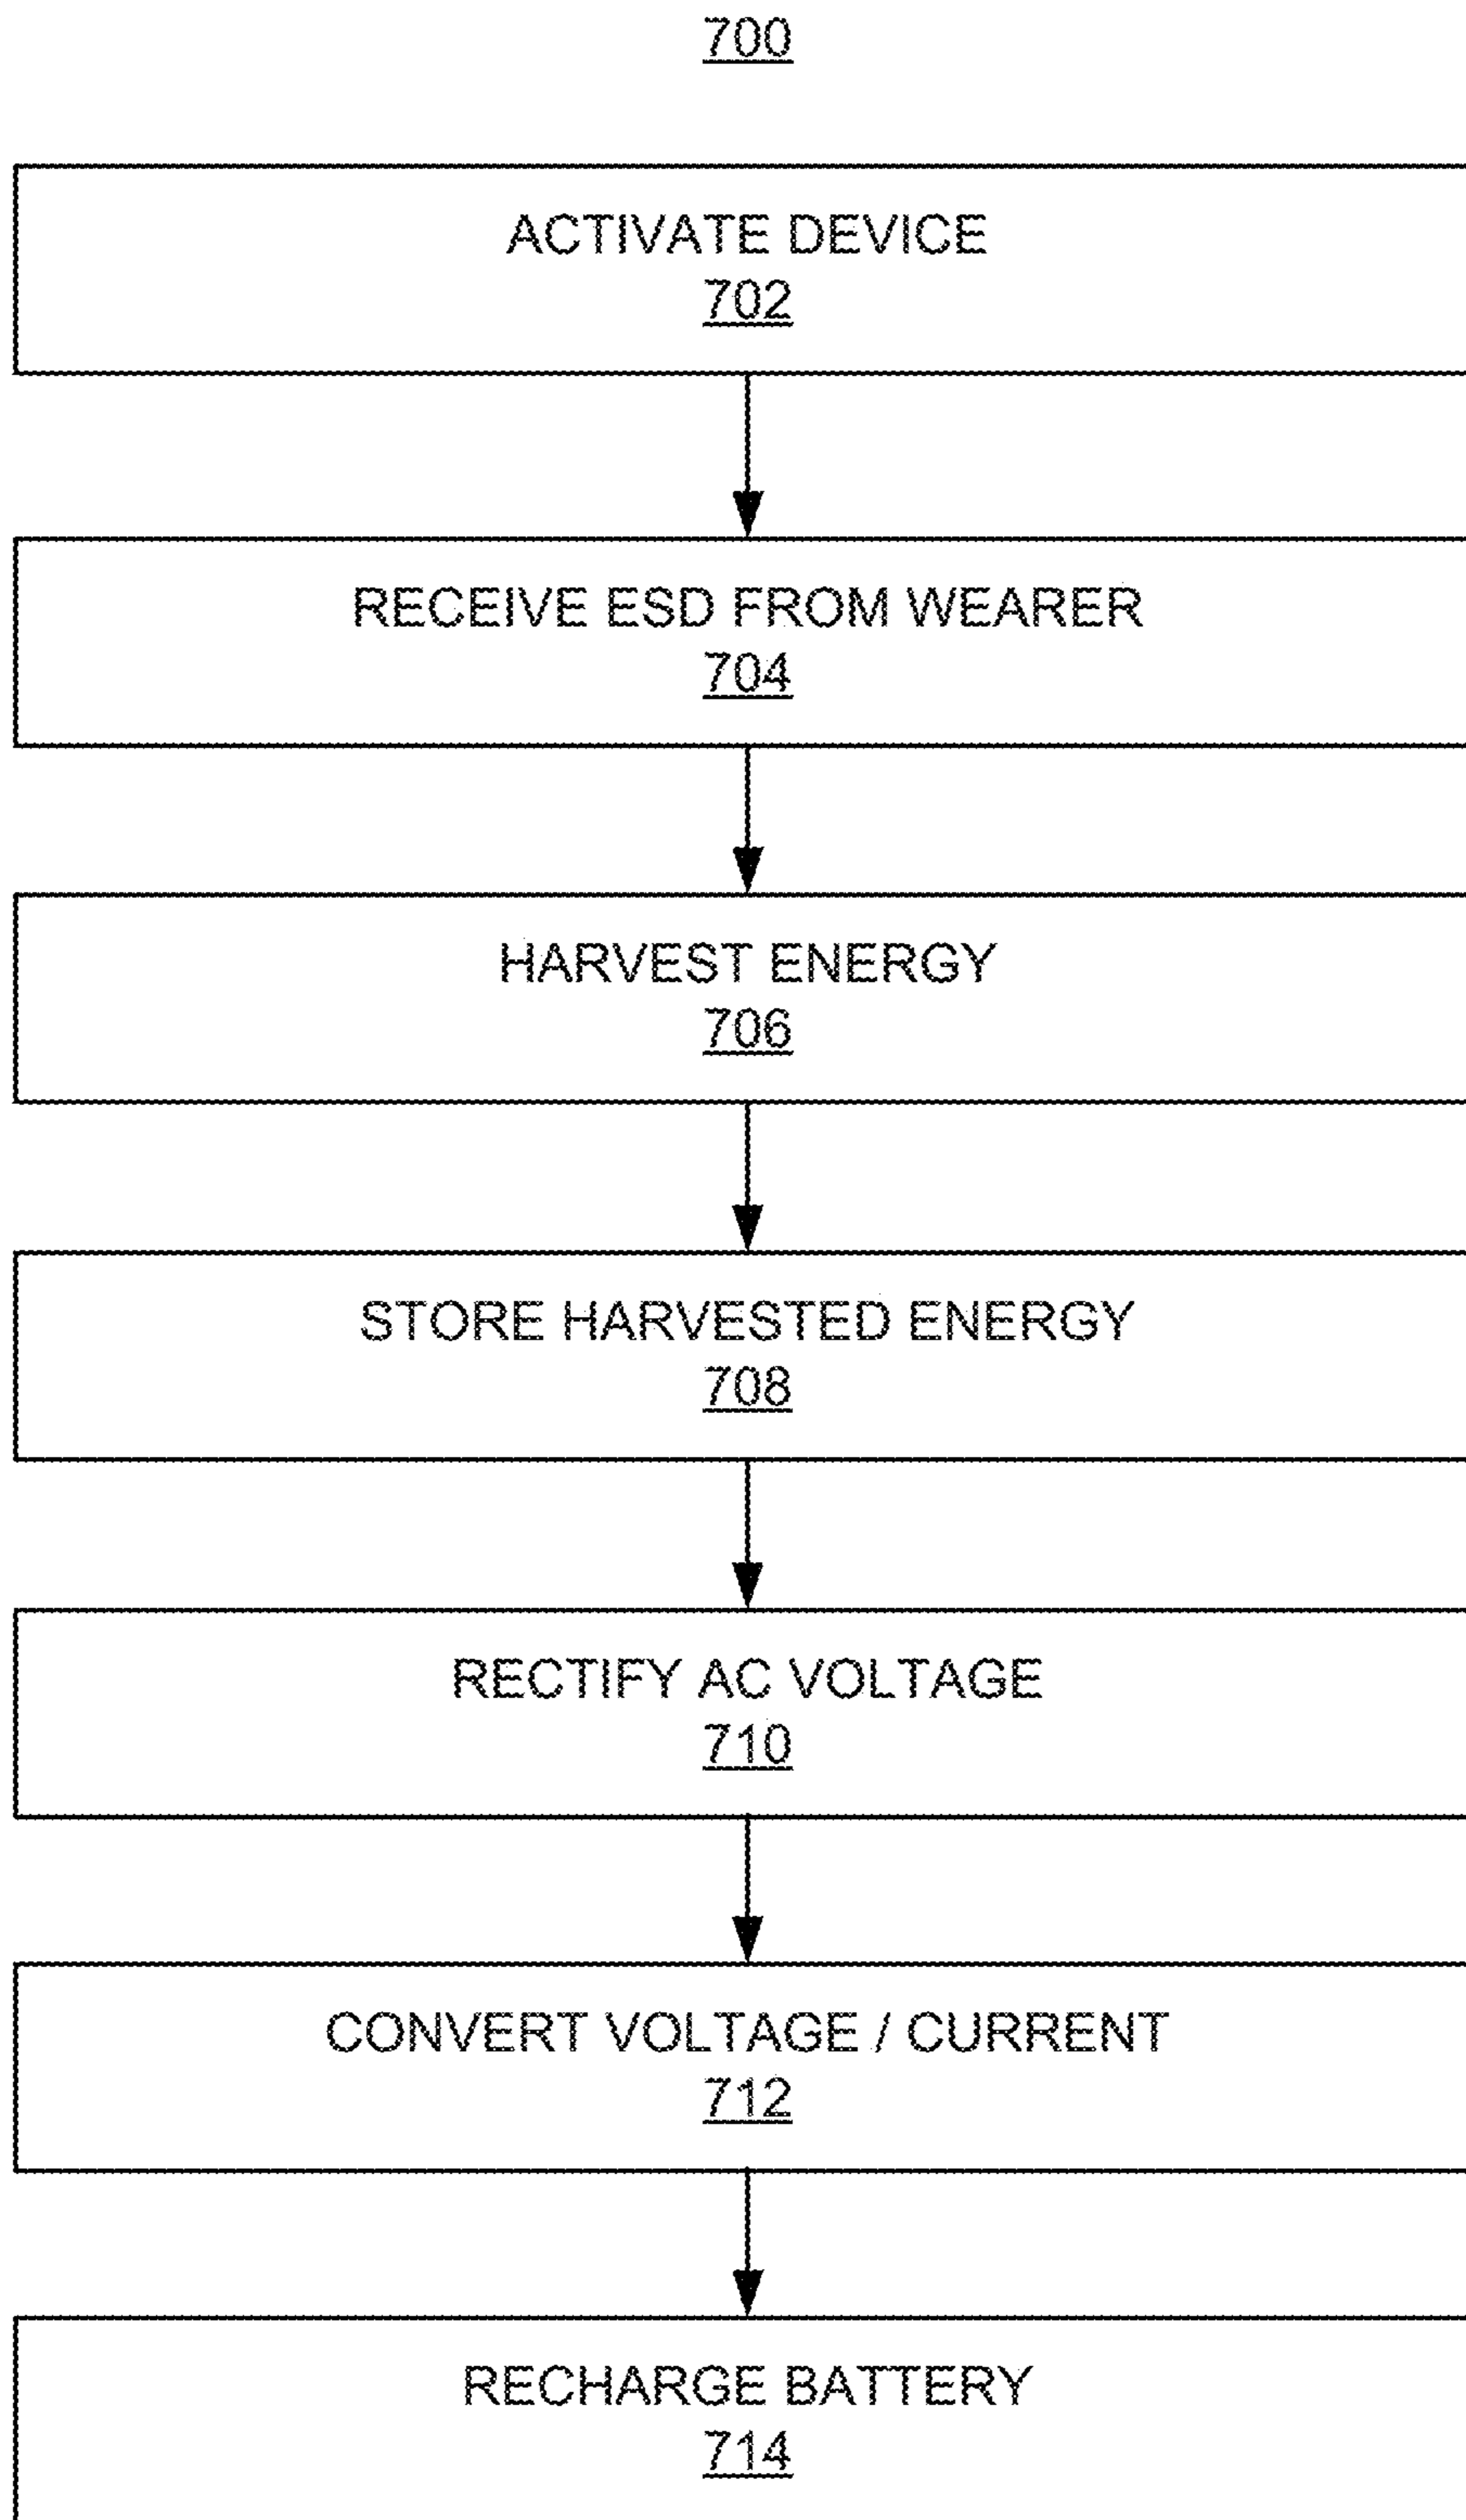 700
ACTIVATE DEVICE
702
RECEIVE ESD FROM WEARER
704
HARVEST ENERGY
706
STORE HARVESTED ENERGY
708
RECTIFY AC VOLTAGE
710
CONVERT VOLTAGE / CURRENT
712
RECHARGE BATTERY
714